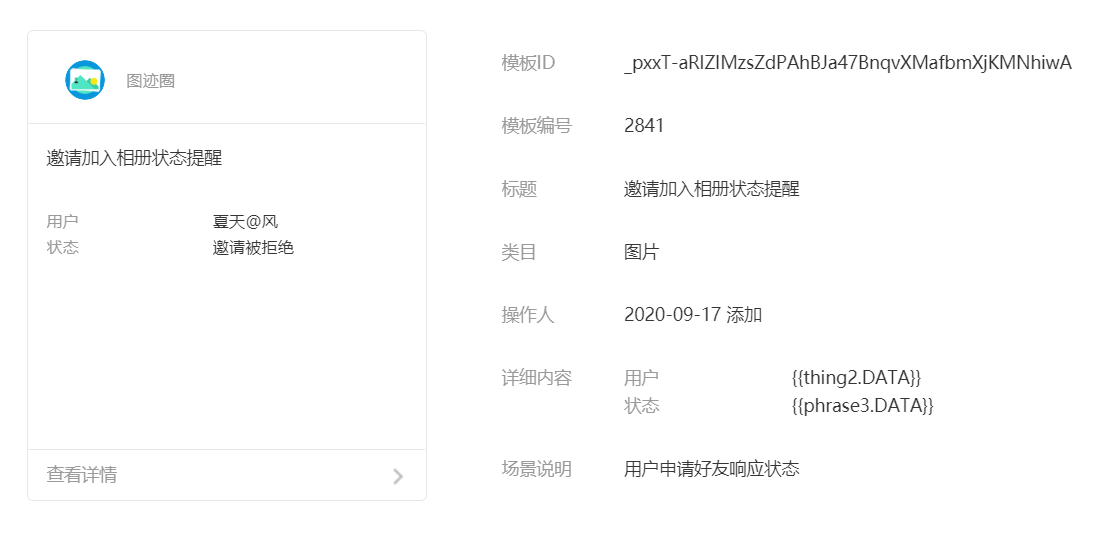 图迹圈
邀请加入相册状态提醒
用户 夏天@风
状态 邀请被拒绝
查看详情
模板ID _pxxT-aRlZIMzsZdPAhBJa47BnqvXMafbmXjKMNhiwA
模板编号 2841
标题 邀请加入相册状态提醒
类目 图片
操作人 2020-09-17 添加
详细内容 用户 {{thing2.DATA}}
状态 {{phrase3.DATA}}
场景说明 用户申请好友响应状态